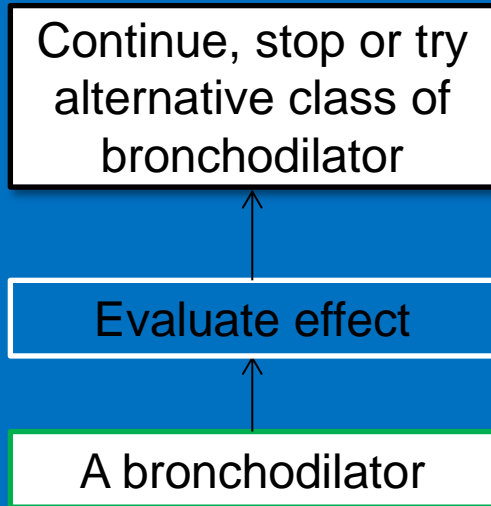 Continue, stop or try
alternative class of
bronchodilator
Evaluate effect
A bronchodilator